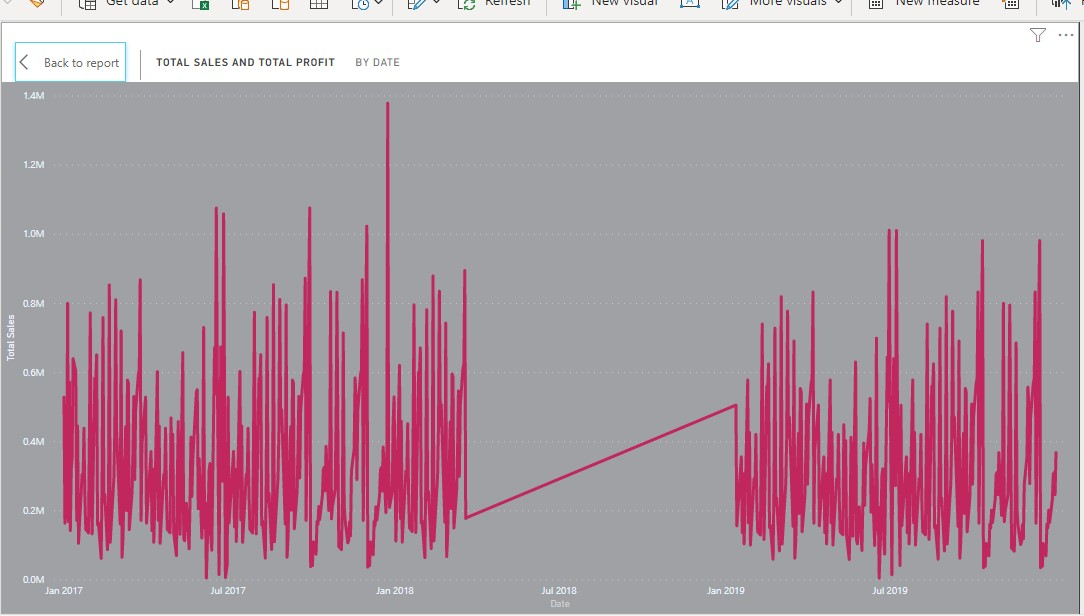 Get data Refresh New visual More visuals New measure
Back to report TOTAL SALES AND TOTAL PROFIT BY DATE
1.4M
1.2M
1.0M
0.8M
0.6M
0.4M
0.2M
0.0M
Total Sales
Jan 2017 Jul 2017 Jan 2018 Jul 2018 Jan 2019 Jul 2019
Date